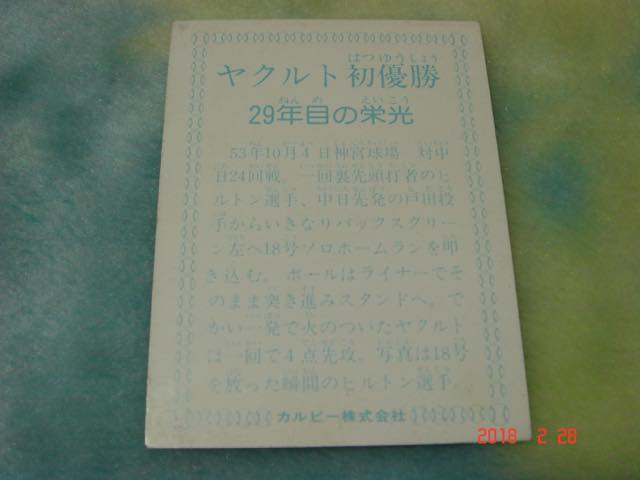 はつゆうしょう
ヤクルト初優勝
ねんめ えいこう
29年目の栄光
53年10月4日神宮球場 対中
日24回戦。一回裏先頭打者のヒ
ルトン選手、中日先発の戸田投
手からいきなりバックスクリー
ン左へ18号ソロホームランを叩
き込む。ボールはライナーでそ
のまま突き進みスタンドへ。で
かい一発で火のついたヤクルト
は一回で4点先攻。写真は18号
を放った瞬間のヒルトン選手。
カルビー株式会社
2018 2 28